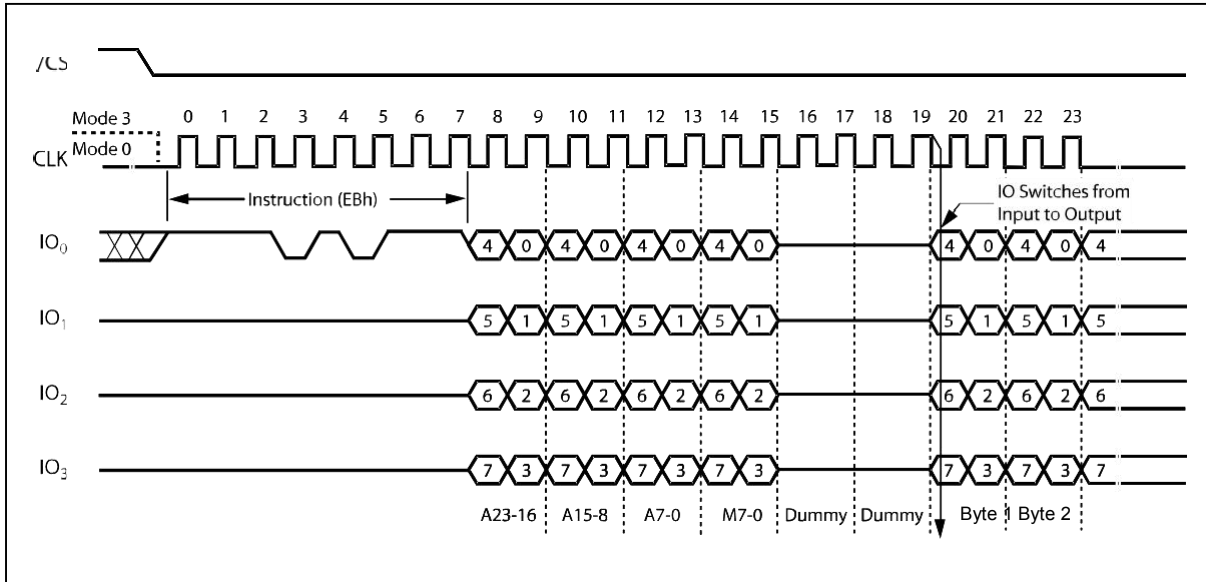 /CS
Mode 3
0 1 2 3 4 5 6 7 8 9 10 11 12 13 14 15 16 17 18 19 20 21 22 23
CLK Mode 0
Instruction (EBh)
IO Switches from
Input to Output
IO0 4 0 4 0 4 0 4 0 4 0 4 0 4
IO1 5 1 5 1 5 1 5 1 5 1 5 1 5
IO2 6 2 6 2 6 2 6 2 6 2 6 2 6
IO3 7 3 7 3 7 3 7 3 7 3 7 3 7
A23-16 A15-8 A7-0 M7-0 Dummy Dummy Byte 1 Byte 2